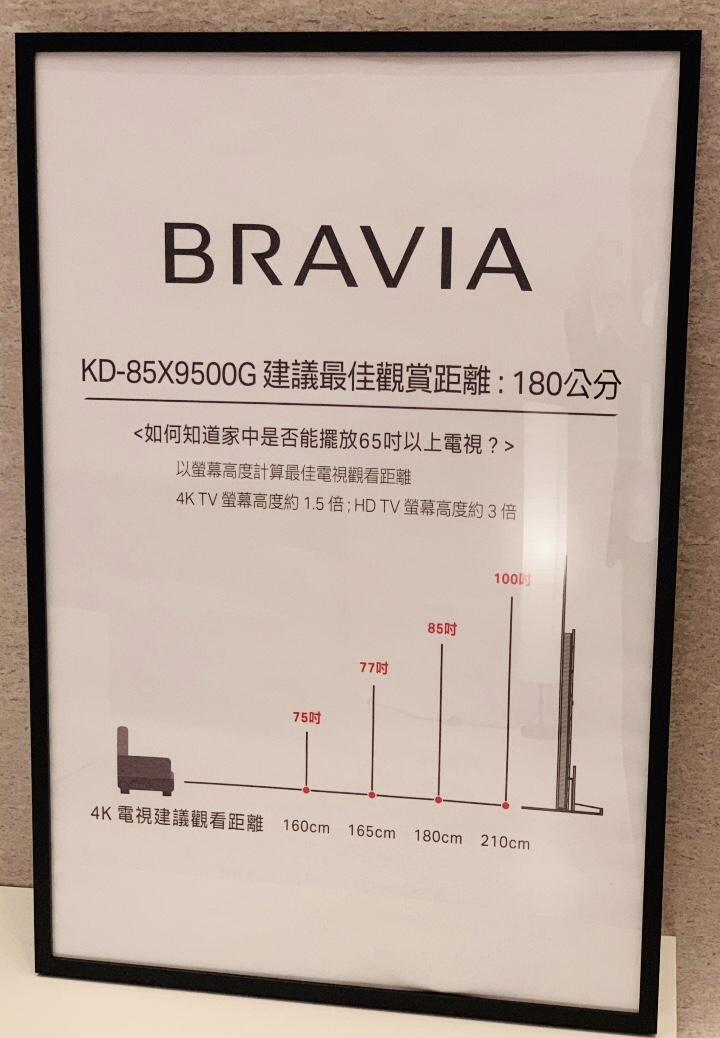 BRAVIA
KD-85X9500G 建議最佳觀賞距離 : 180公分
<如何知道家中是否能擺放65吋以上電視？>
以螢幕高度計算最佳電視觀看距離
4K TV 螢幕高度約 1.5 倍 ; HD TV 螢幕高度約 3 倍
100吋
85吋
77吋
75吋
4K 電視建議觀看距離 160cm 165cm 180cm 210cm